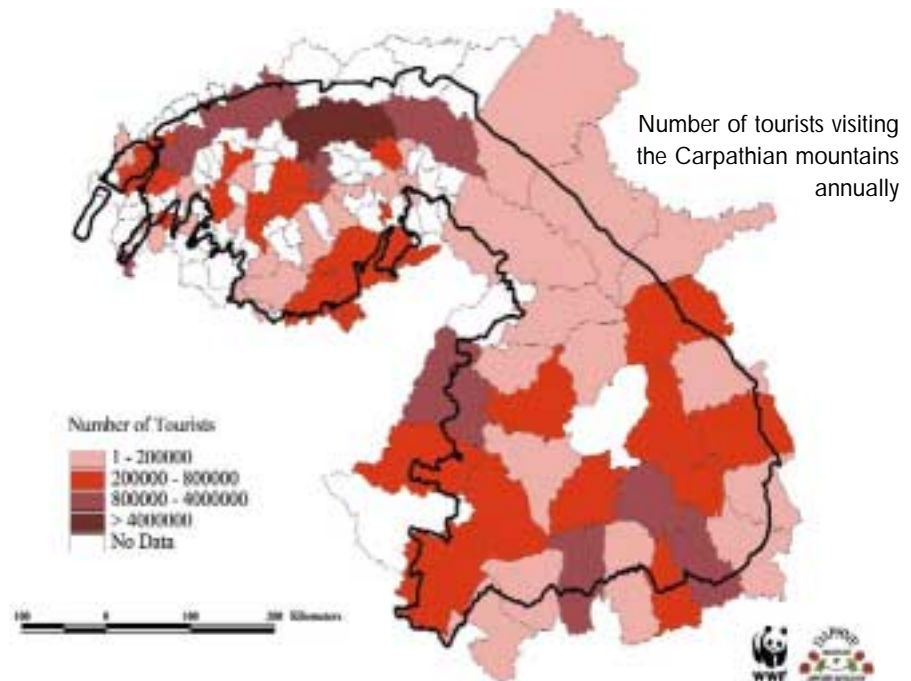 Number of tourists visiting
the Carpathian mountains
annually
Number of Tourists
1 - 200000
200000 - 800000
800000 - 4000000
> 4000000
No Data
100 0 100 200 Kilometers
WWF
DAPHNE